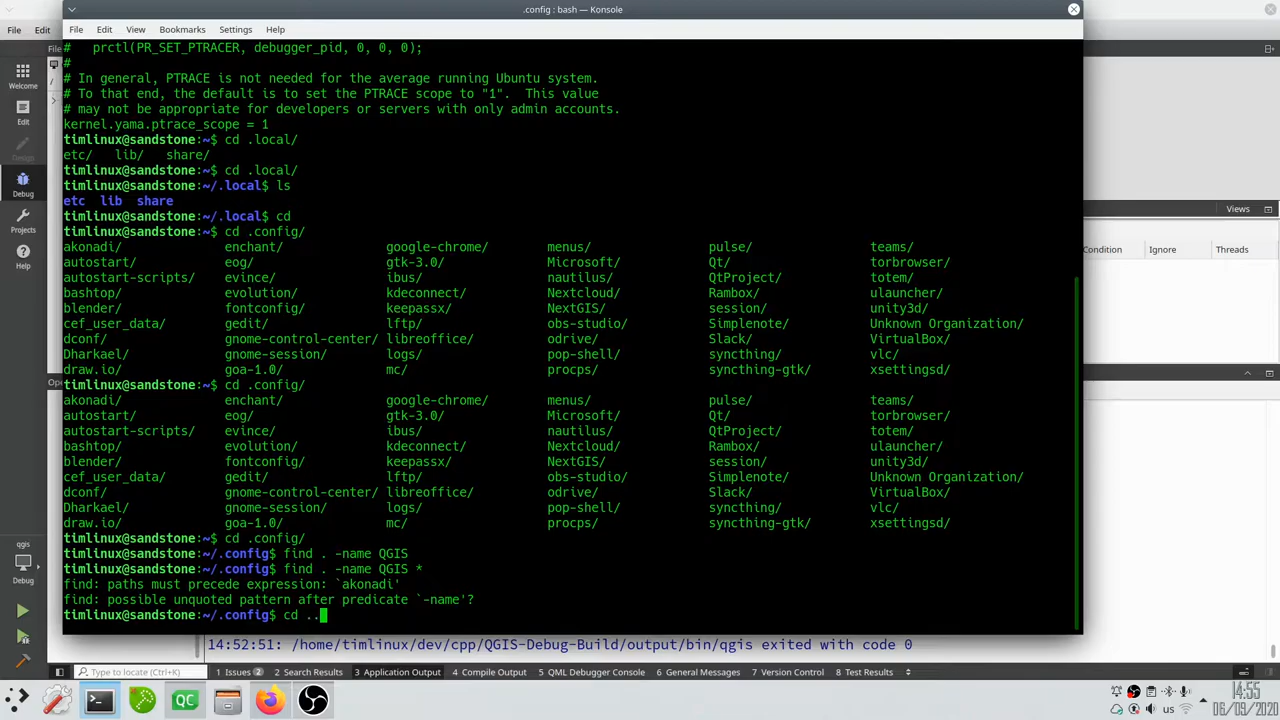 .config : bash — Konsole
File Edit View Bookmarks Settings Help
File Edit
File
#   prctl(PR_SET_PTRACER, debugger_pid, 0, 0, 0);
#
# In general, PTRACE is not needed for the average running Ubuntu system.
# To that end, the default is to set the PTRACE scope to "1".  This value
# may not be appropriate for developers or servers with only admin accounts.
kernel.yama.ptrace_scope = 1
timlinux@sandstone:~$ cd .local/
etc/   lib/   share/
timlinux@sandstone:~$ cd .local/
timlinux@sandstone:~/.local$ ls
etc  lib  share
timlinux@sandstone:~/.local$ cd
timlinux@sandstone:~$ cd .config/
akonadi/ enchant/ google-chrome/ menus/ pulse/ teams/
autostart/ eog/ gtk-3.0/ Microsoft/ Qt/ torbrowser/
autostart-scripts/ evince/ ibus/ nautilus/ QtProject/ totem/
bashtop/ evolution/ kdeconnect/ Nextcloud/ Rambox/ ulauncher/
blender/ fontconfig/ keepassx/ NextGIS/ session/ unity3d/
cef_user_data/ gedit/ lftp/ obs-studio/ Simplenote/ Unknown Organization/
dconf/ gnome-control-center/ libreoffice/ odrive/ Slack/ VirtualBox/
Dharkael/ gnome-session/ logs/ pop-shell/ syncthing/ vlc/
draw.io/ goa-1.0/ mc/ procps/ syncthing-gtk/ xsettingsd/
timlinux@sandstone:~$ cd .config/
akonadi/ enchant/ google-chrome/ menus/ pulse/ teams/
autostart/ eog/ gtk-3.0/ Microsoft/ Qt/ torbrowser/
autostart-scripts/ evince/ ibus/ nautilus/ QtProject/ totem/
bashtop/ evolution/ kdeconnect/ Nextcloud/ Rambox/ ulauncher/
blender/ fontconfig/ keepassx/ NextGIS/ session/ unity3d/
cef_user_data/ gedit/ lftp/ obs-studio/ Simplenote/ Unknown Organization/
dconf/ gnome-control-center/ libreoffice/ odrive/ Slack/ VirtualBox/
Dharkael/ gnome-session/ logs/ pop-shell/ syncthing/ vlc/
draw.io/ goa-1.0/ mc/ procps/ syncthing-gtk/ xsettingsd/
timlinux@sandstone:~$ cd .config/
timlinux@sandstone:~/.config$ find . -name QGIS
timlinux@sandstone:~/.config$ find . -name QGIS *
find: paths must precede expression: `akonadi'
find: possible unquoted pattern after predicate `-name'?
timlinux@sandstone:~/.config$ cd ..
Welcome
Edit
Design
Debug
Projects
Help
qgis
Debug
Views
Condition Ignore Threads
14:52:51: /home/timlinux/dev/cpp/QGIS-Debug-Build/output/bin/qgis exited with code 0
Type to locate (Ctrl+K) 1 Issues 2 2 Search Results 3 Application Output 4 Compile Output 5 QML Debugger Console 6 General Messages 7 Version Control 8 Test Results
QC
us
14:55
06/09/2020